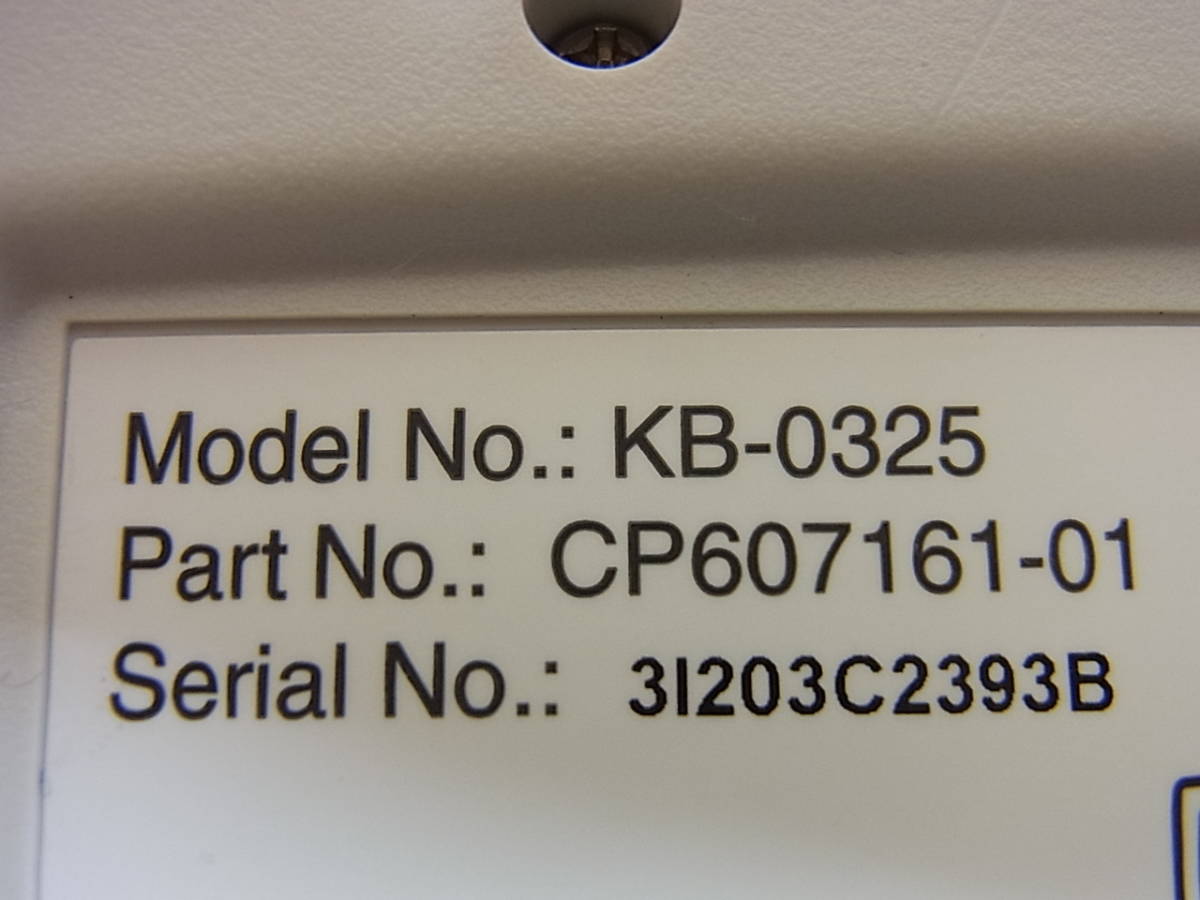 Model No.: KB-0325
Part No.: CP607161-01
Serial No.: 3I203C2393B